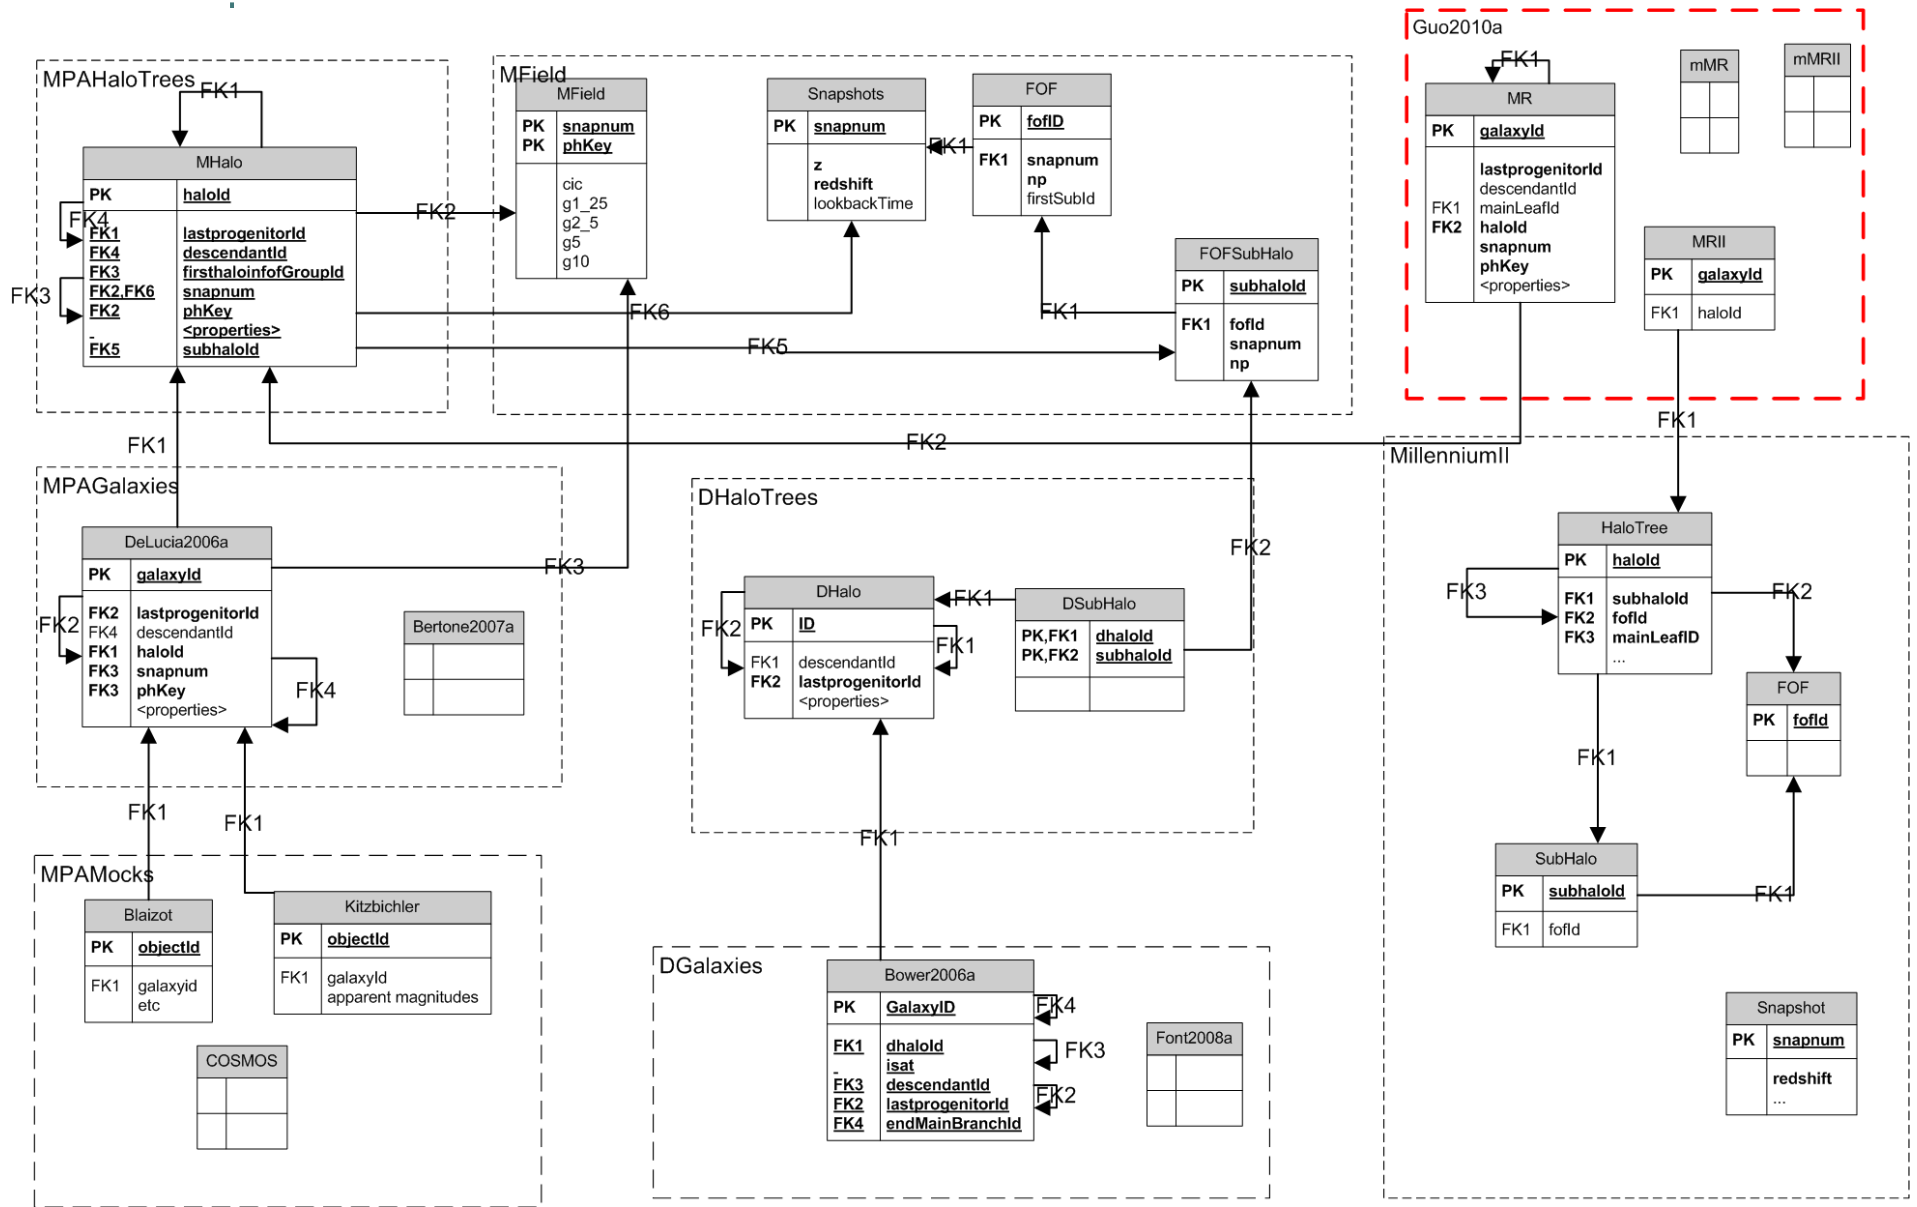 MPAHaloTrees
FK1
MHalo
PK haloId
FK4
FK1 lastprogenitorId
FK4 descendantId
FK3 firsthaloinfofGroupId
FK2,FK6 snapnum
FK2 phKey
<properties>
FK5 subhaloId
FK3
FK2
FK6
FK5
MField
MField
PK snapnum
PK phKey
cic
g1_25
g2_5
g5
g10
Snapshots
PK snapnum
z
redshift
lookbackTime
FK1
FOF
PK fofID
FK1 snapnum
np
firstSubId
FK1
FOFSubHalo
PK subhaloId
FK1 fofId
snapnum
np
Guo2010a
FK1
MR
PK galaxyId
lastprogenitorId
descendantId
FK1 mainLeafId
FK2 haloId
snapnum
phKey
<properties>
mMR
mMRII
MRII
PK galaxyId
FK1 haloId
FK1
FK2
FK1
MPAGalaxies
DeLucia2006a
PK galaxyId
FK2 lastprogenitorId
FK4 descendantId
FK1 haloId
FK3 snapnum
FK3 phKey
<properties>
FK2
FK4
FK3
Bertone2007a
FK1
FK1
MPAMocks
Blaizot
PK objectId
FK1 galaxyid
etc
Kitzbichler
PK objectId
FK1 galaxyId
apparent magnitudes
COSMOS
DHaloTrees
DHalo
PK ID
FK1 descendantId
FK2 lastprogenitorId
<properties>
FK2
FK1
FK1
DSubHalo
PK,FK1 dhaloId
PK,FK2 subhaloId
FK2
FK1
DGalaxies
Bower2006a
PK GalaxyID
FK1 dhaloId
isat
FK3 descendantId
FK2 lastprogenitorId
FK4 endMainBranchId
FK4
FK3
FK2
Font2008a
MillenniumII
HaloTree
PK haloId
FK1 subhaloId
FK2 fofId
FK3 mainLeafID
...
FK3
FK2
FOF
PK fofId
FK1
SubHalo
PK subhaloId
FK1 fofId
FK1
Snapshot
PK snapnum
redshift
...